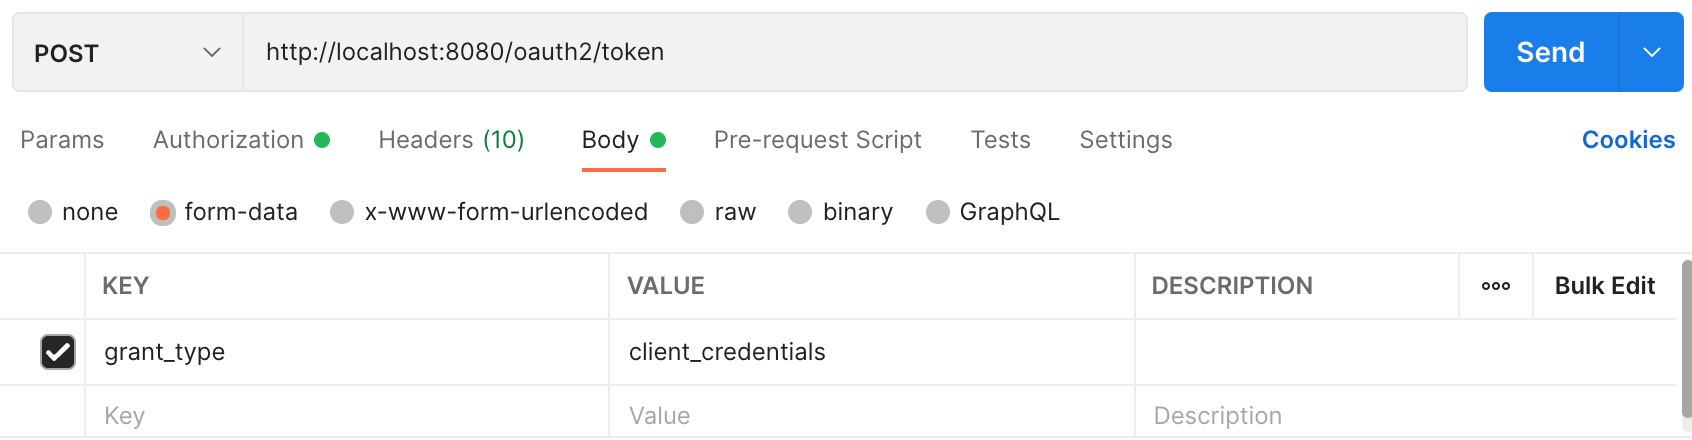 POST http://localhost:8080/oauth2/token Send
Params Authorization Headers (10) Body Pre-request Script Tests Settings Cookies
none form-data x-www-form-urlencoded raw binary GraphQL
KEY VALUE DESCRIPTION Bulk Edit
grant_type client_credentials
Key Value Description